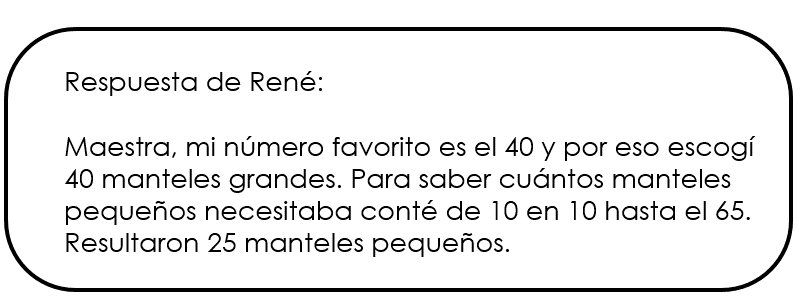 Respuesta de René:
Maestra, mi número favorito es el 40 y por eso escogí
40 manteles grandes. Para saber cuántos manteles
pequeños necesitaba conté de 10 en 10 hasta el 65.
Resultaron 25 manteles pequeños.